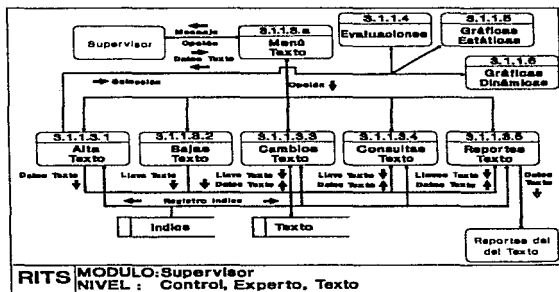 Supervisor
Mensaje
Opción
Datos Texto
Selección
3.1.1.3.a
Menú
Texto
3.1.1.4
Evaluaciones
3.1.1.5
Gráficas
Estáticas
3.1.1.6
Gráficas
Dinámicas
Opción
3.1.1.3.1
Alta
Texto
3.1.1.3.2
Bajas
Texto
3.1.1.3.3
Cambios
Texto
3.1.1.3.4
Consultas
Texto
3.1.1.3.5
Reportes
Texto
Datos Texto
Llave Texto
Llave Texto
Datos Texto
Llave Texto
Datos Texto
Llaves Texto
Datos Texto
Datos
Texto
Registro Indice
Indice
Texto
Reportes del
del Texto
RITS
MODULO: Supervisor
NIVEL : Control, Experto, Texto